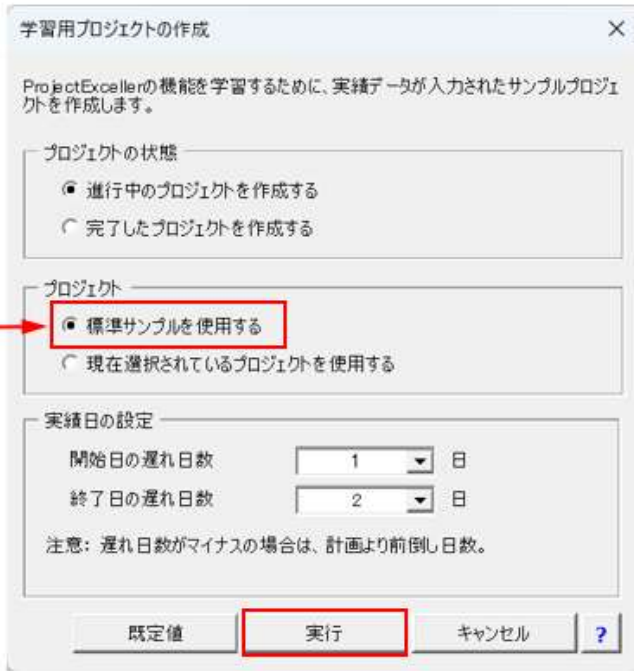 学習用プロジェクトの作成
ProjectExcellerの機能を学習するために、実績データが入力されたサンプルプロジェ
クトを作成します。
プロジェクトの状態
進行中のプロジェクトを作成する
完了したプロジェクトを作成する
プロジェクト
標準サンプルを使用する
現在選択されているプロジェクトを使用する
実績日の設定
開始日の遅れ日数 1 日
終了日の遅れ日数 2 日
注意: 遅れ日数がマイナスの場合は、計画より前倒し日数。
既定値 実行 キャンセル ?